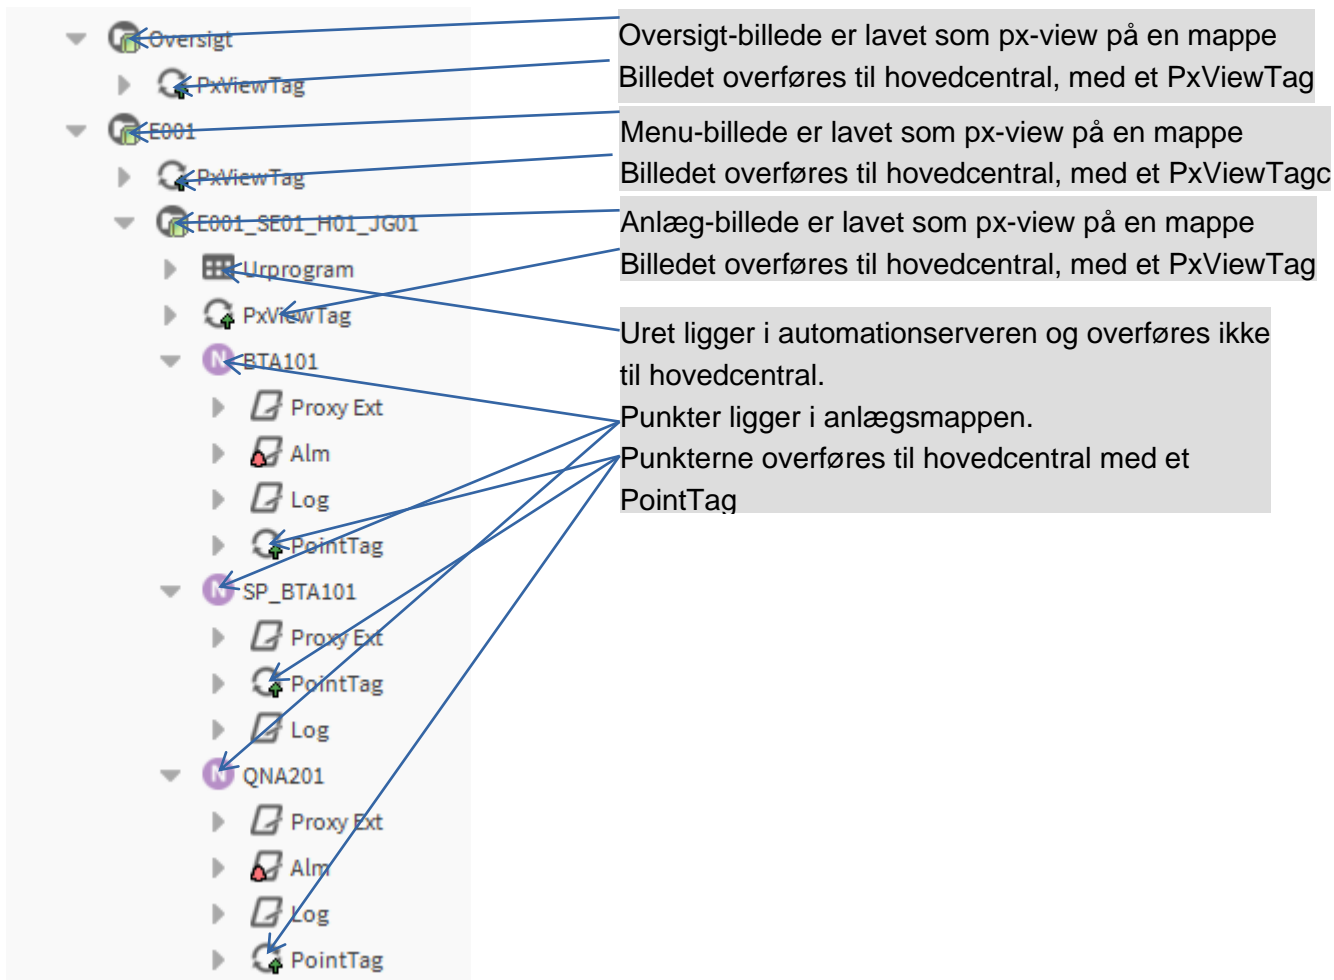 Oversigt
PxViewTag
E001
PxViewTag
E001_SE01_H01_JG01
Urprogram
PxViewTag
BTA101
Proxy Ext
Alm
Log
PointTag
SP_BTA101
Proxy Ext
PointTag
Log
QNA201
Proxy Ext
Alm
Log
PointTag
Oversigt-billede er lavet som px-view på en mappe
Billedet overføres til hovedcentral, med et PxViewTag
Menu-billede er lavet som px-view på en mappe
Billedet overføres til hovedcentral, med et PxViewTagc
Anlæg-billede er lavet som px-view på en mappe
Billedet overføres til hovedcentral, med et PxViewTag
Uret ligger i automationserveren og overføres ikke
til hovedcentral.
Punkter ligger i anlægsmappen.
Punkterne overføres til hovedcentral med et
PointTag